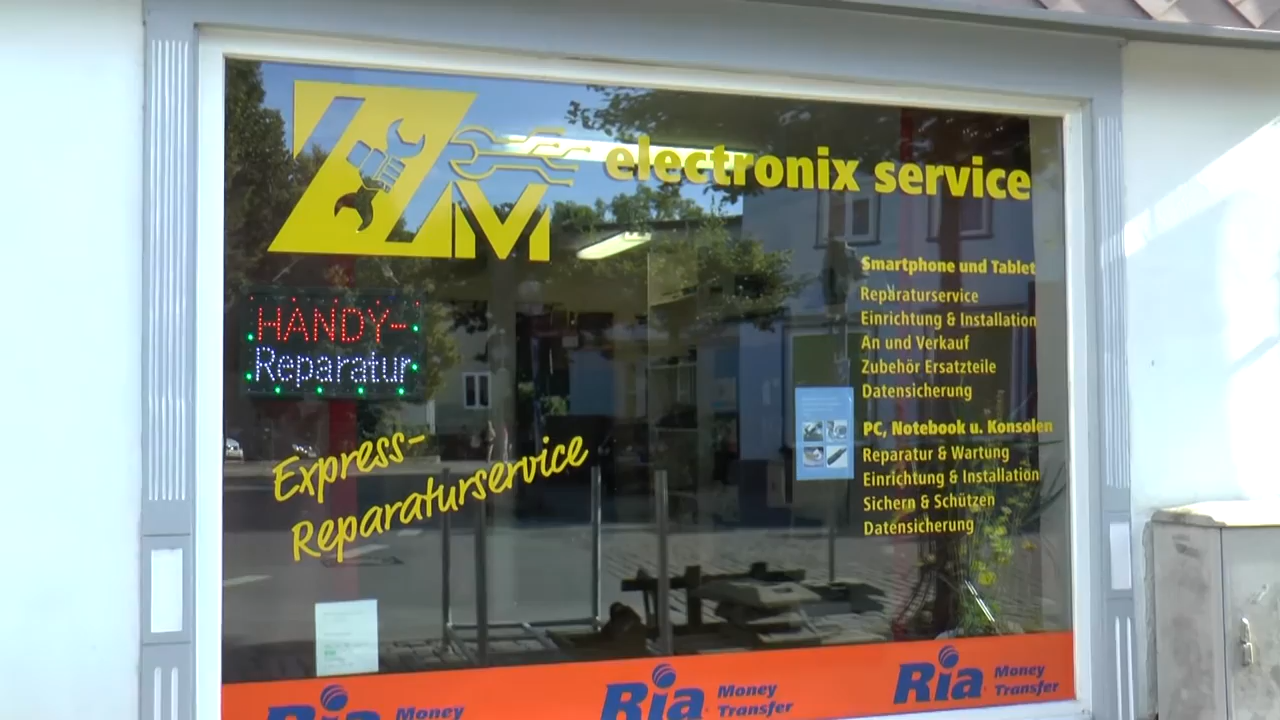 ZM electronix service
HANDY-
Reparatur
Express-
Reparaturservice
Smartphone und Tablet
Reparaturservice
Einrichtung & Installation
An und Verkauf
Zubehör Ersatzteile
Datensicherung
PC, Notebook u. Konsolen
Reparatur & Wartung
Einrichtung & Installation
Sichern & Schützen
Datensicherung
Ria Money
Ria Money
Transfer
Ria Money
Transfer